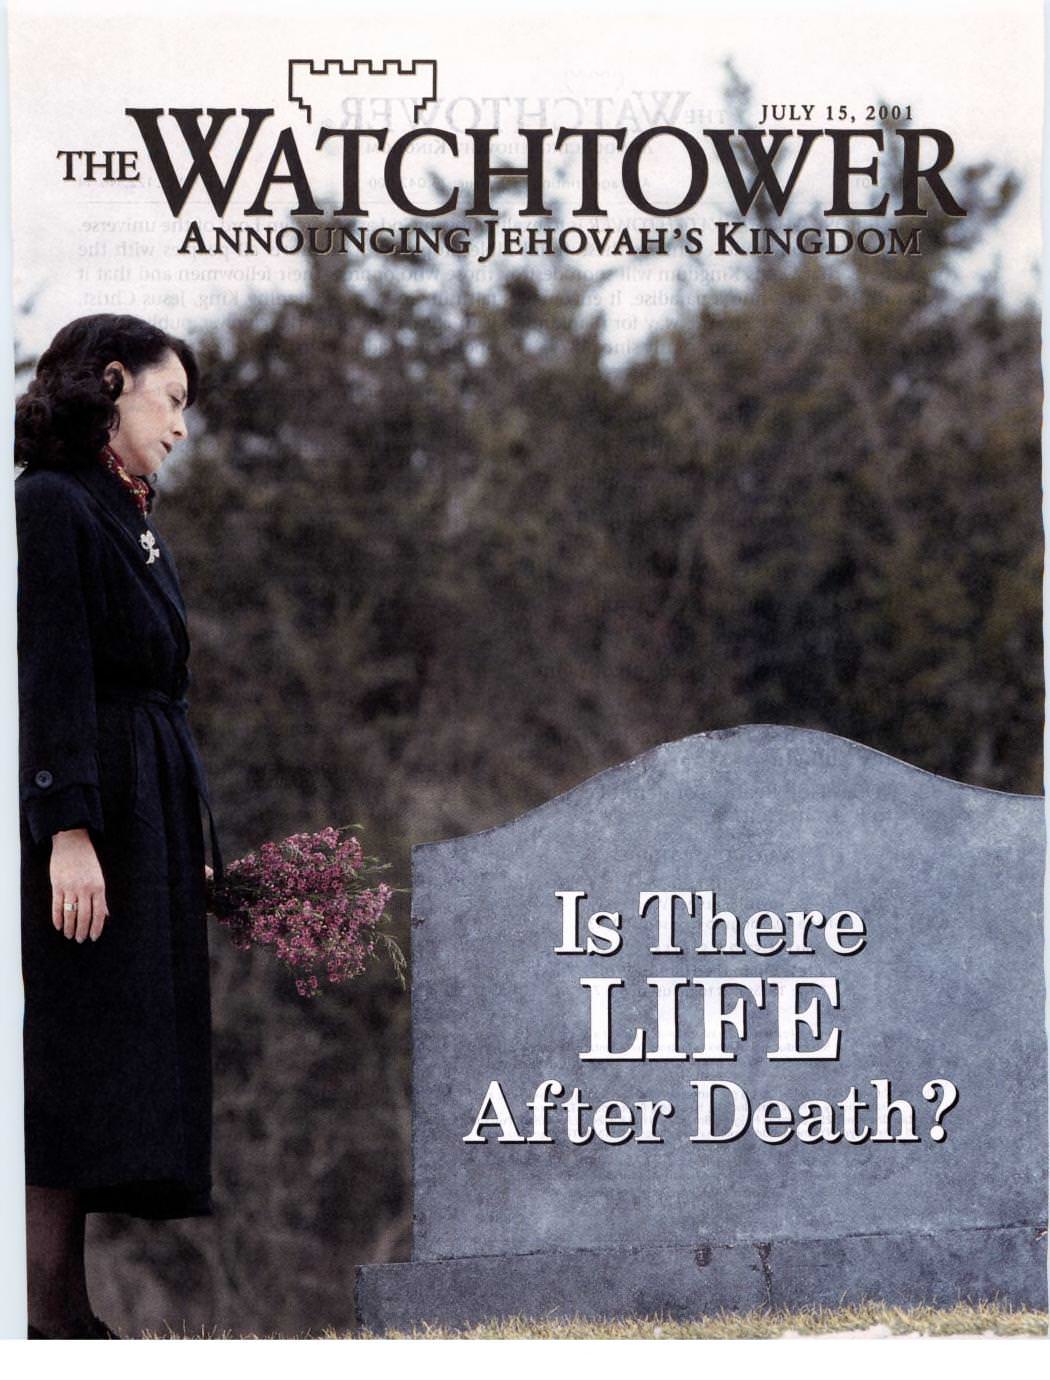 JULY 15, 2001
THE WATCHTOWER
ANNOUNCING JEHOVAH'S KINGDOM
Is There
LIFE
After Death?